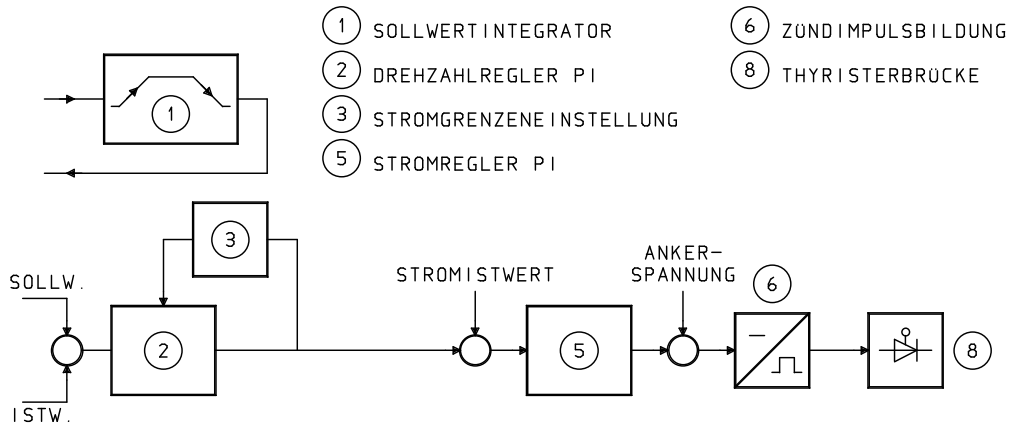 1 SOLLWERTINTEGRATOR
2 DREHZAHLREGLER PI
3 STROMGRENZENEINSTELLUNG
5 STROMREGLER PI
6 ZÜNDIMPULSBILDUNG
8 THYRISTERBRÜCKE
1
3
SOLLW.
2
ISTW.
STROMISTWERT
5
ANKER-
SPANNUNG
6
8